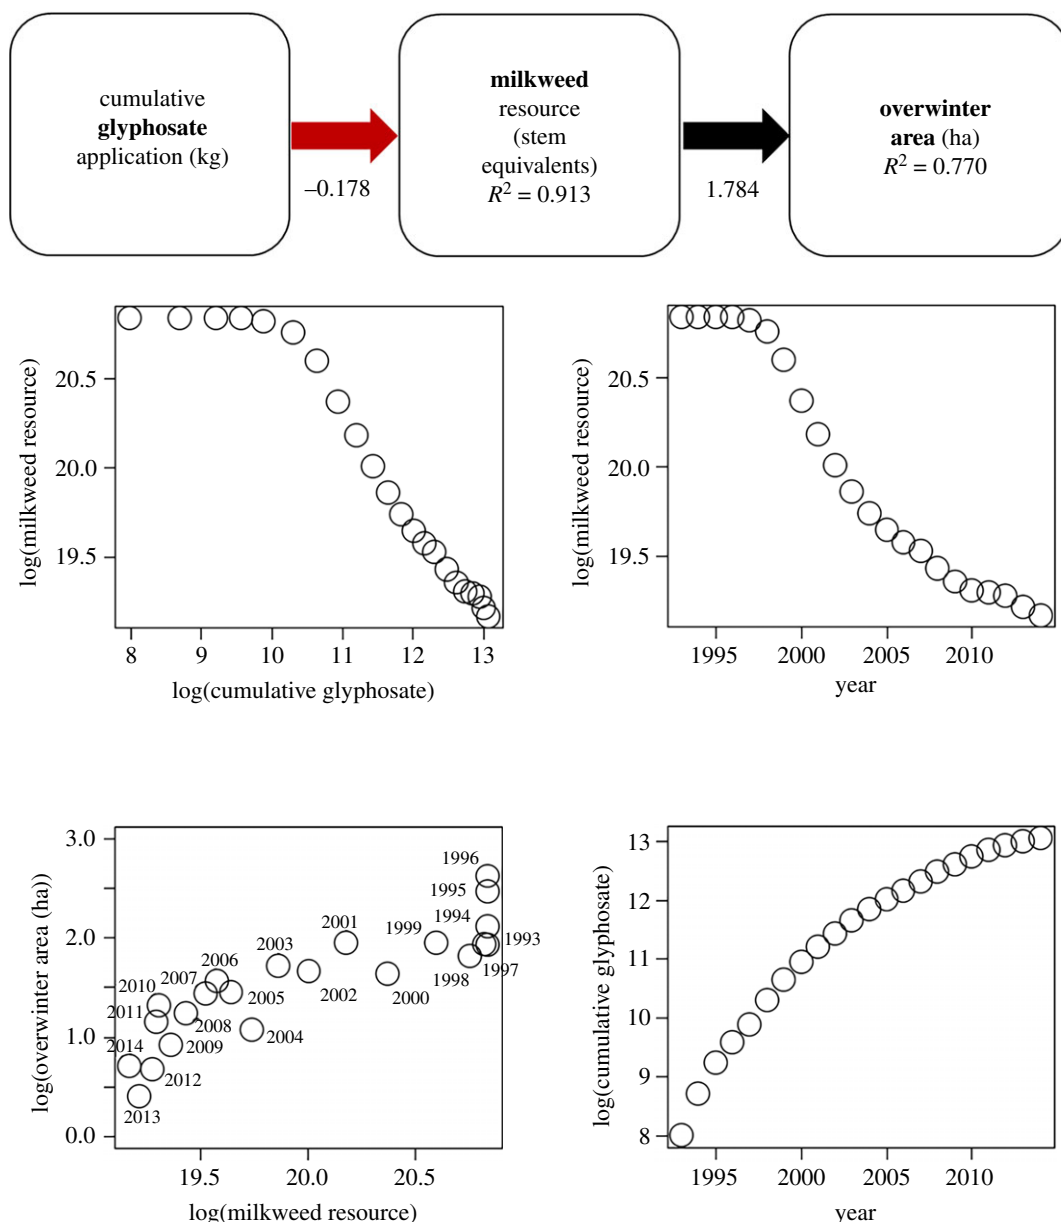 cumulative
glyphosate
application (kg)
–0.178
milkweed
resource
(stem
equivalents)
R² = 0.913
1.784
overwinter
area (ha)
R² = 0.770
log(milkweed resource)
20.5
20.0
19.5
8 9 10 11 12 13
log(cumulative glyphosate)
log(milkweed resource)
20.5
20.0
19.5
1995 2000 2005 2010
year
log(overwinter area (ha))
3.0
2.0
1.0
0.0
1996
1995
1994
1993
1997
1998
1999
2000
2001
2002
2003
2004
2005
2006
2007
2008
2009
2010
2011
2012
2013
2014
19.5 20.0 20.5
log(milkweed resource)
log(cumulative glyphosate)
13
12
11
10
9
8
1995 2000 2005 2010
year